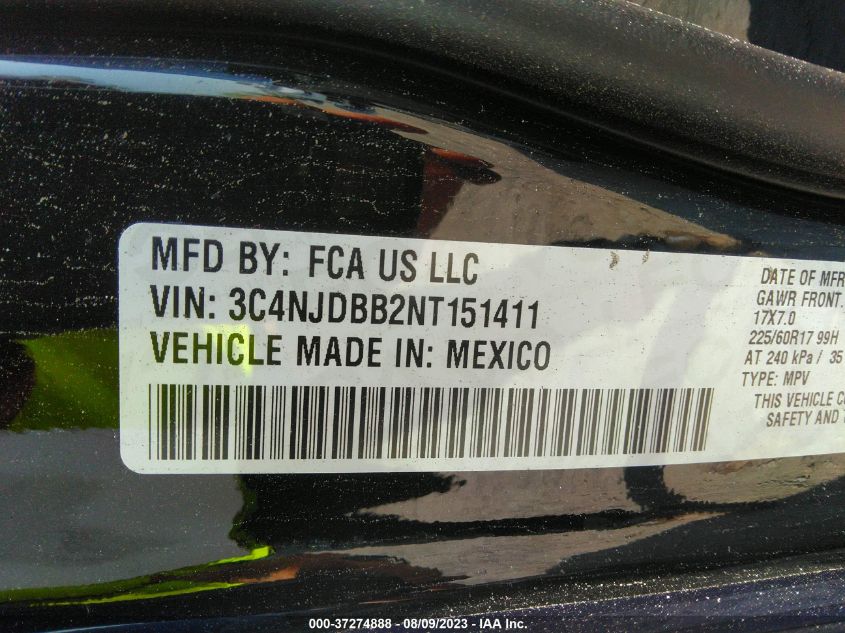 MFD BY: FCA US LLC
VIN: 3C4NJDBB2NT151411
VEHICLE MADE IN: MEXICO
DATE OF MFR
GAWR FRONT
17X7.0
225/60R17 99H
AT 240 kPa / 35
TYPE: MPV
THIS VEHICLE
SAFETY AND
000-37274888 - 08/09/2023 - IAA Inc.